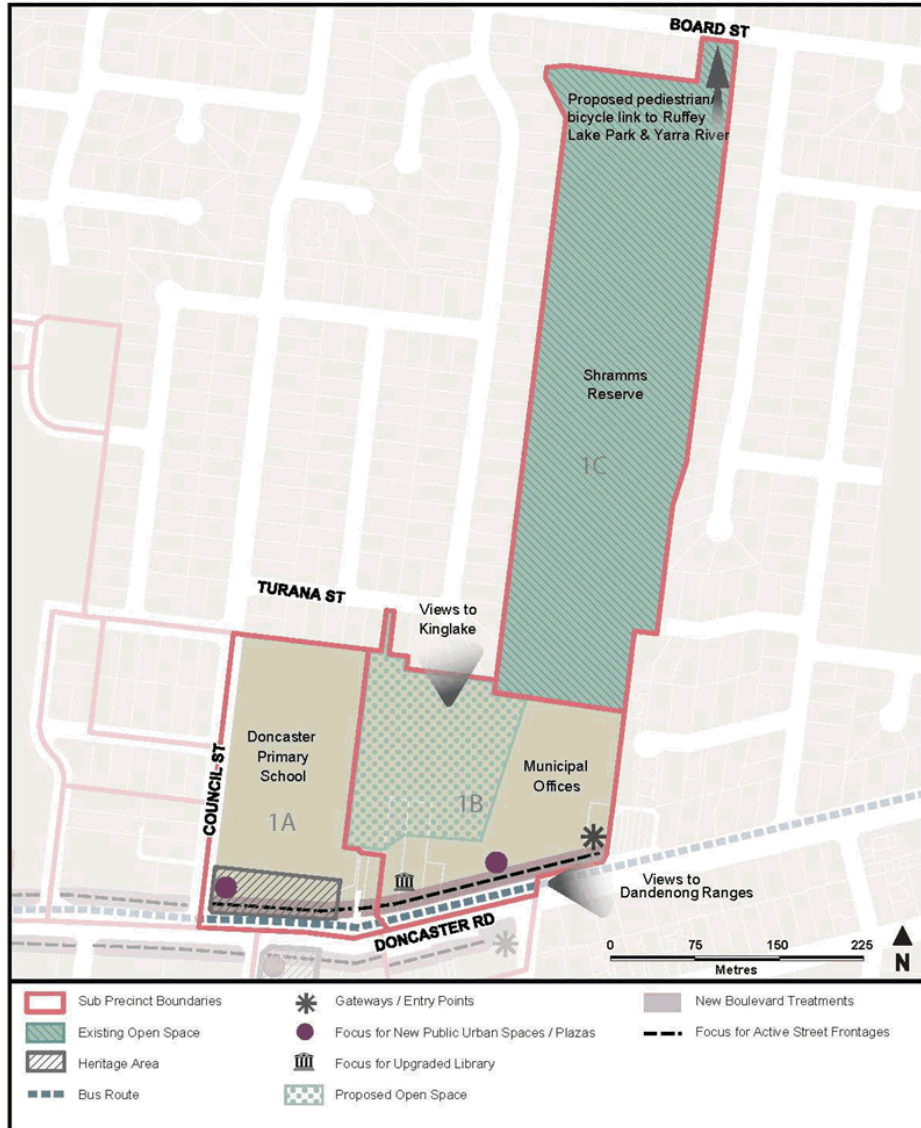 BOARD ST
Proposed pedestrian/
bicycle link to Ruffey
Lake Park & Yarra River
Shramms
Reserve
1C
TURANA ST
Views to
Kinglake
Doncaster
Primary
School
1A
COUNCIL ST
1B
Municipal
Offices
Views to
Dandenong Ranges
DONCASTER RD
0 75 150 225
Metres
N
Sub Precinct Boundaries
Existing Open Space
Heritage Area
Bus Route
Gateways / Entry Points
Focus for New Public Urban Spaces / Plazas
Focus for Upgraded Library
Proposed Open Space
New Boulevard Treatments
Focus for Active Street Frontages